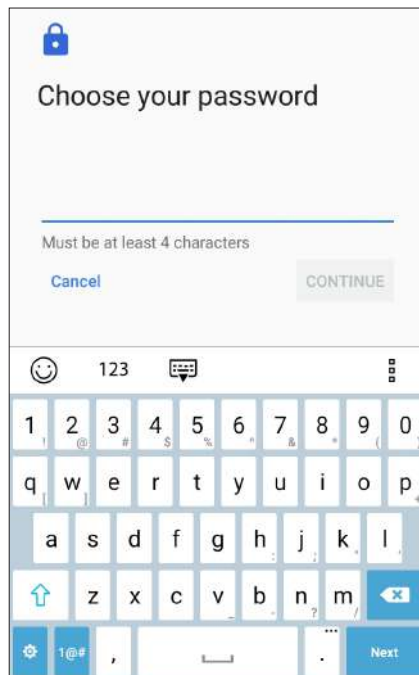 Choose your password
Must be at least 4 characters
Cancel CONTINUE
123
1 2 3 4 5 6 7 8 9 0
! @ # $ % ^ & * ( )
q w e r t y u i o p
[ ]
a s d f g h j k l
: ; ' ,
z x c v b n m
_ - ? /
1@# , . Next